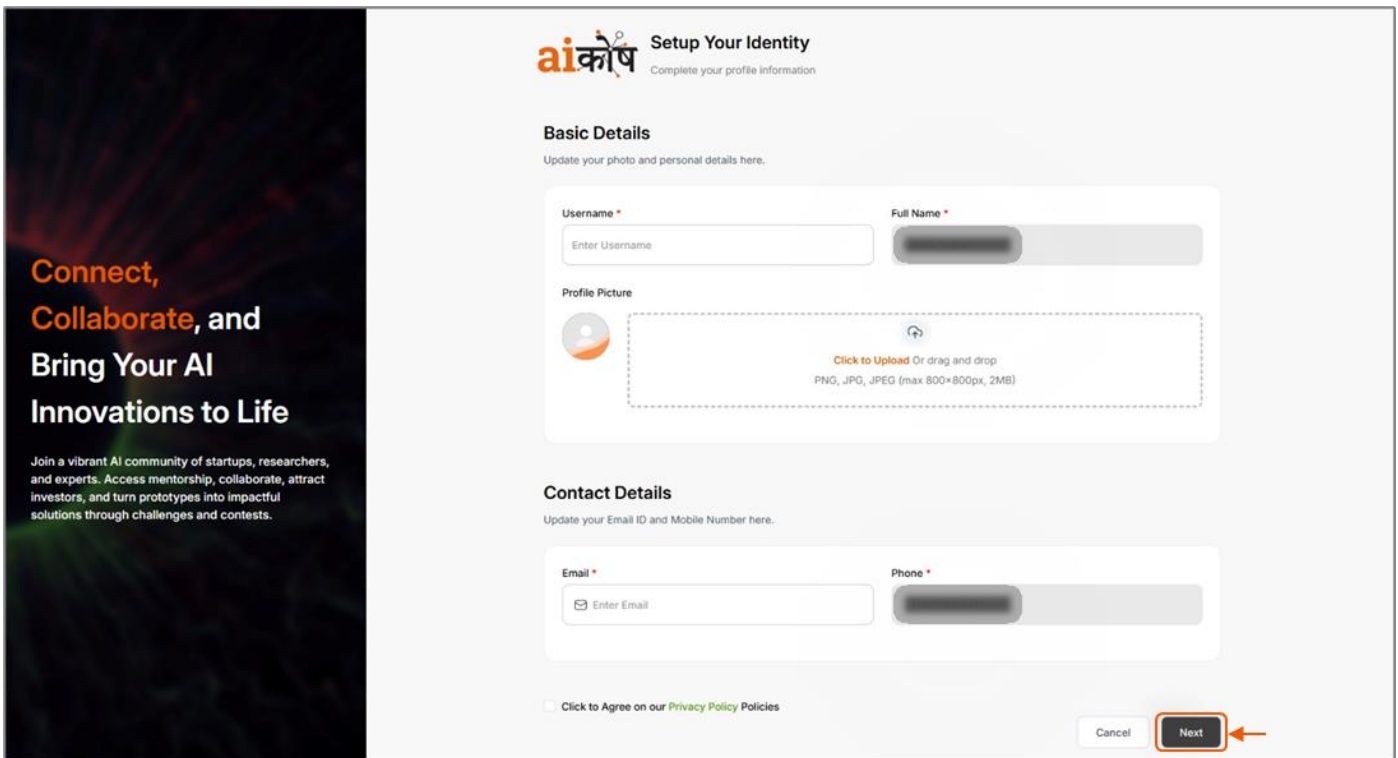 Connect,
Collaborate, and
Bring Your AI
Innovations to Life
Join a vibrant AI community of startups, researchers,
and experts. Access mentorship, collaborate, attract
investors, and turn prototypes into impactful
solutions through challenges and contests.
aiकोष
Setup Your Identity
Complete your profile information
Basic Details
Update your photo and personal details here.
Username * Full Name *
Enter Username
Profile Picture
Click to Upload Or drag and drop
PNG, JPG, JPEG (max 800×800px, 2MB)
Contact Details
Update your Email ID and Mobile Number here.
Email * Phone *
Enter Email
Click to Agree on our Privacy Policy Policies
Cancel Next